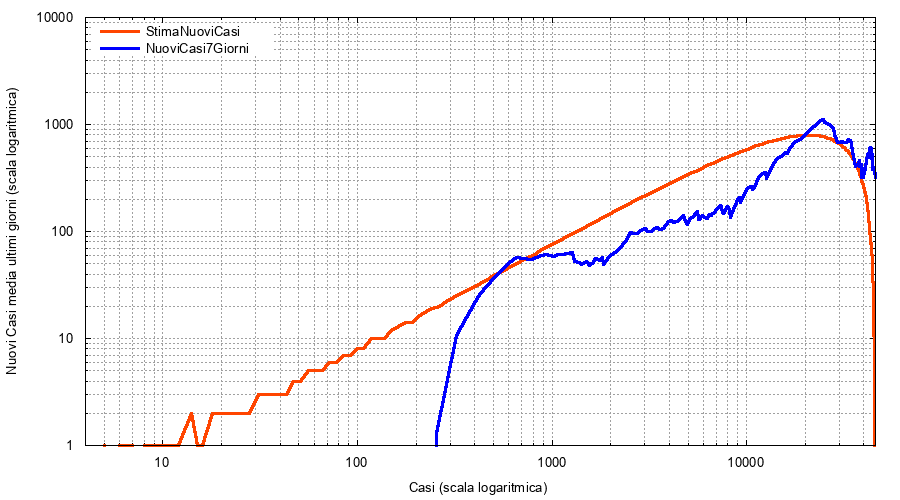 10000
1000
100
10
1
StimaNuoviCasi
NuoviCasi7Giorni
Nuovi Casi media ultimi giorni (scala logaritmica)
10 100 1000 10000
Casi (scala logaritmica)